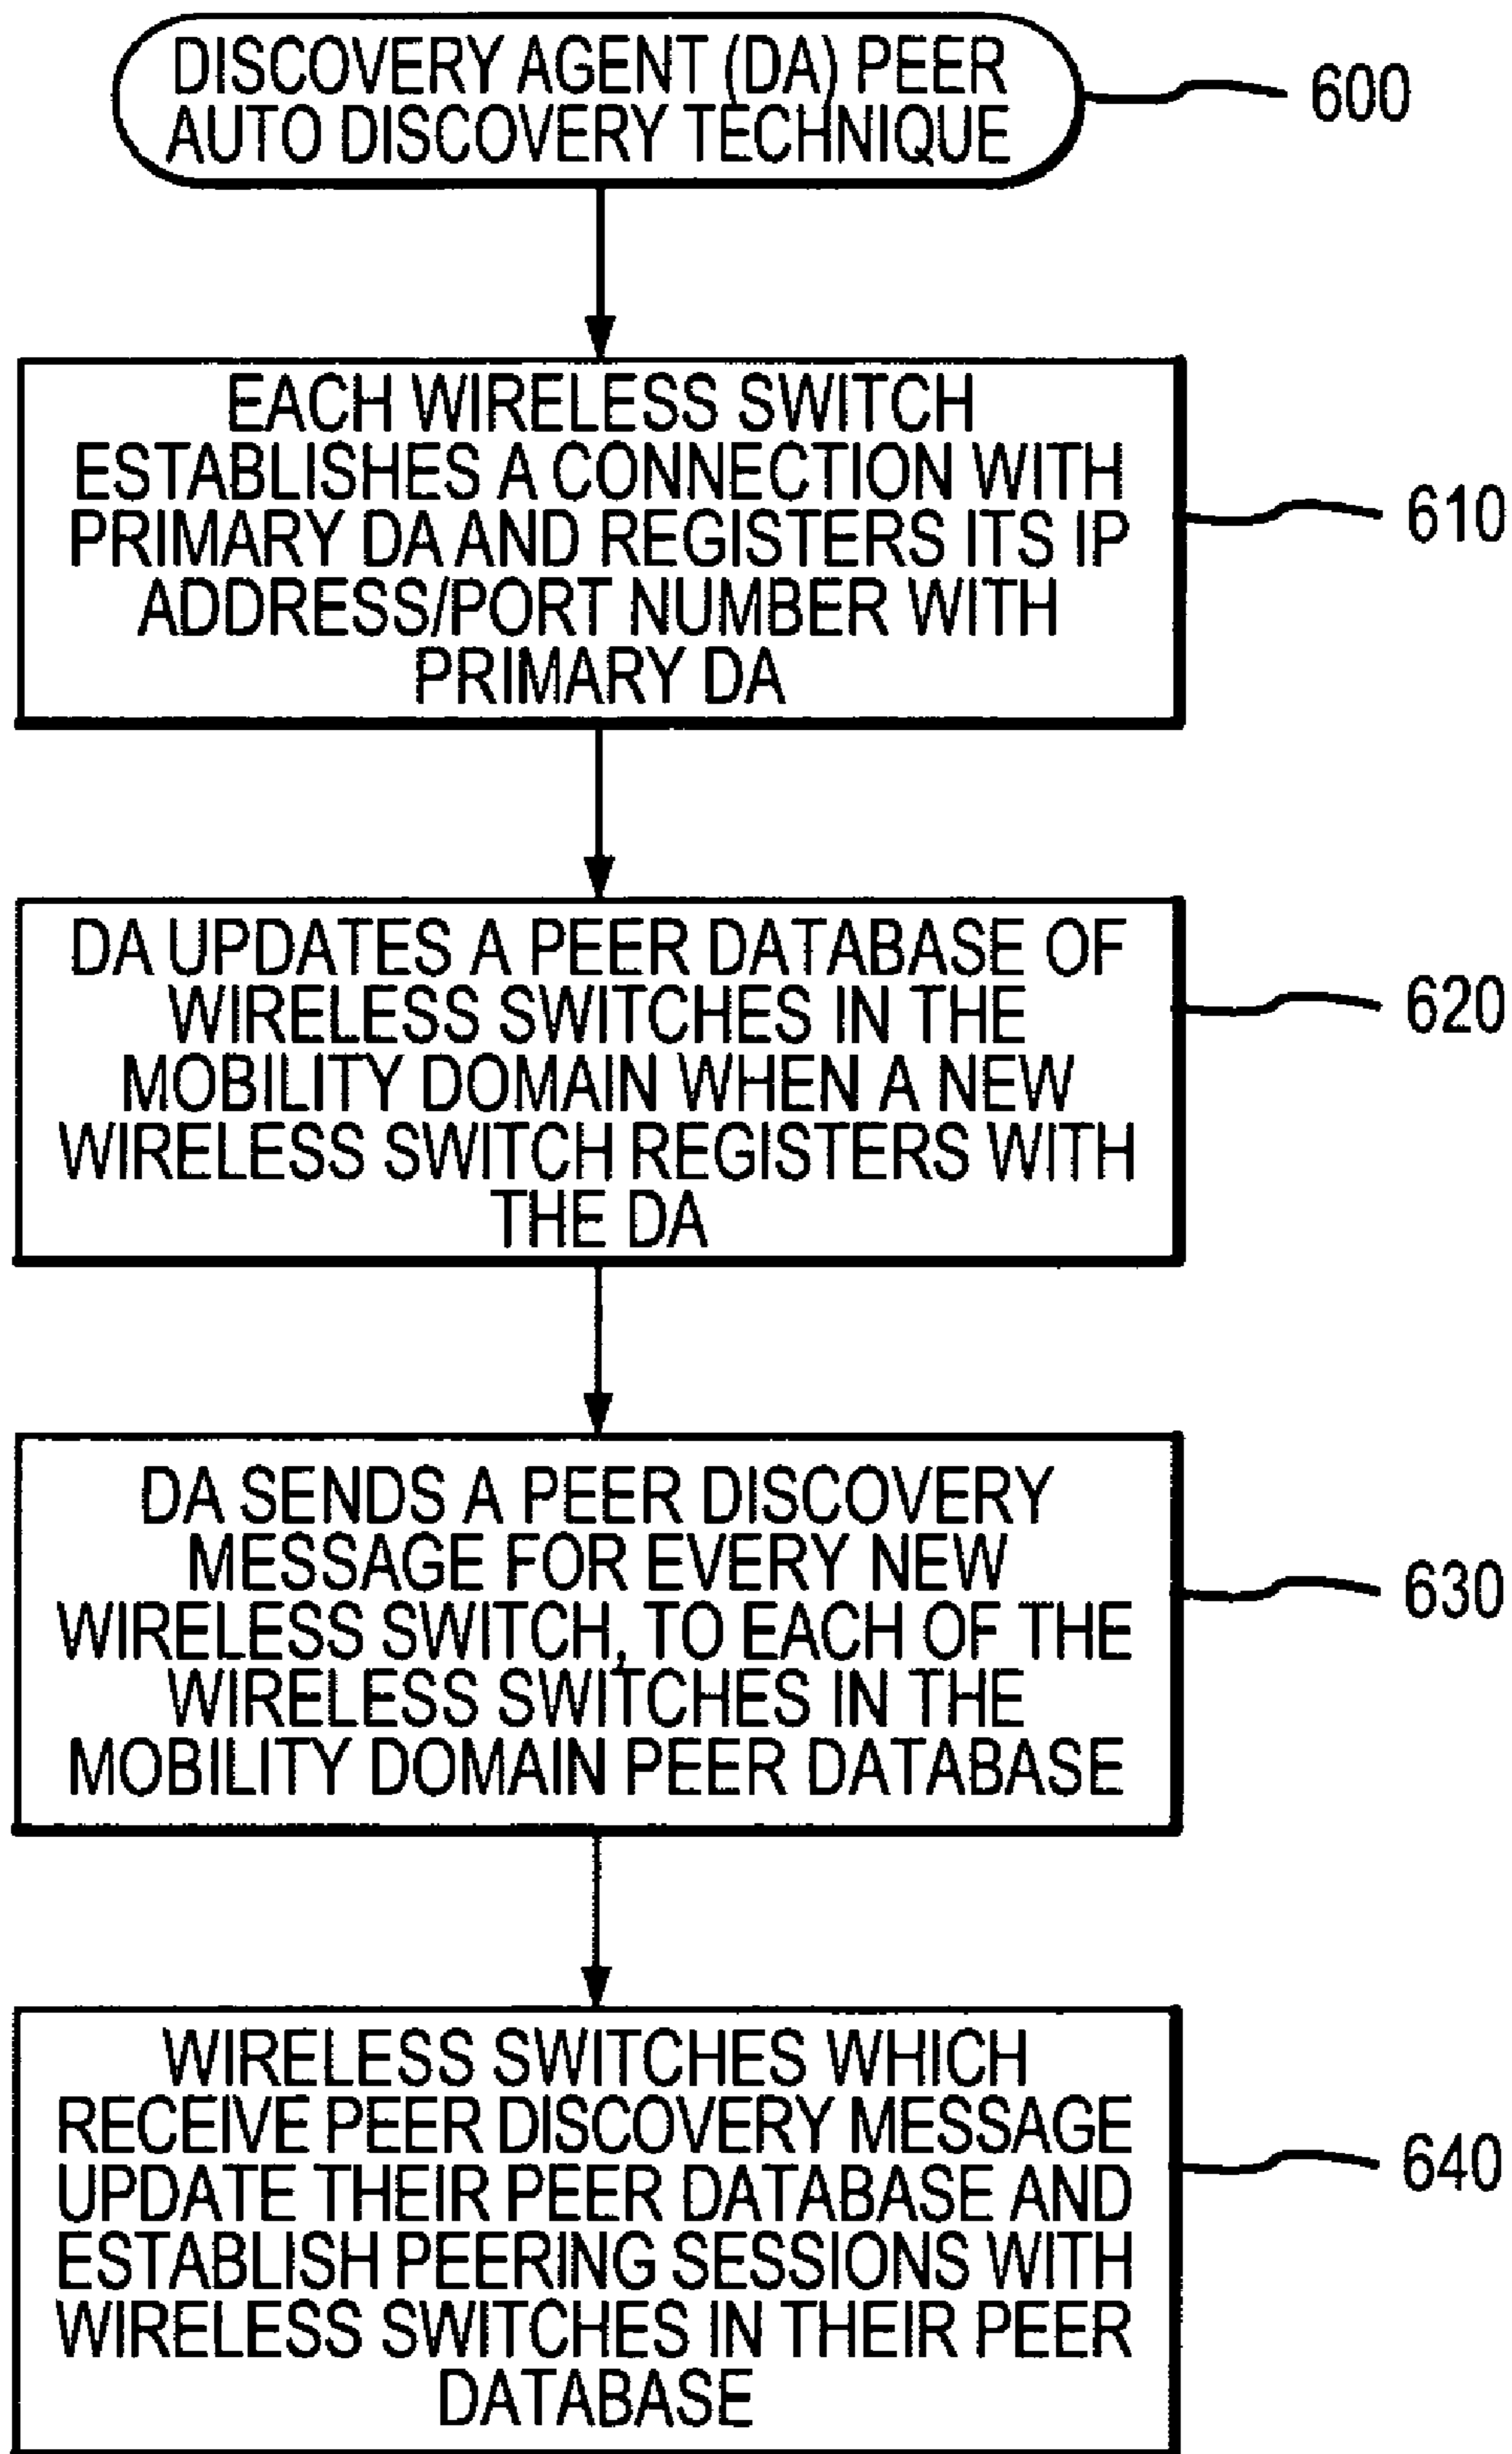 DISCOVERY AGENT (DA) PEER
AUTO DISCOVERY TECHNIQUE
600
EACH WIRELESS SWITCH
ESTABLISHES A CONNECTION WITH
PRIMARY DA AND REGISTERS ITS IP
ADDRESS/PORT NUMBER WITH
PRIMARY DA
610
DA UPDATES A PEER DATABASE OF
WIRELESS SWITCHES IN THE
MOBILITY DOMAIN WHEN A NEW
WIRELESS SWITCH REGISTERS WITH
THE DA
620
DA SENDS A PEER DISCOVERY
MESSAGE FOR EVERY NEW
WIRELESS SWITCH, TO EACH OF THE
WIRELESS SWITCHES IN THE
MOBILITY DOMAIN PEER DATABASE
630
WIRELESS SWITCHES WHICH
RECEIVE PEER DISCOVERY MESSAGE
UPDATE THEIR PEER DATABASE AND
ESTABLISH PEERING SESSIONS WITH
WIRELESS SWITCHES IN THEIR PEER
DATABASE
640